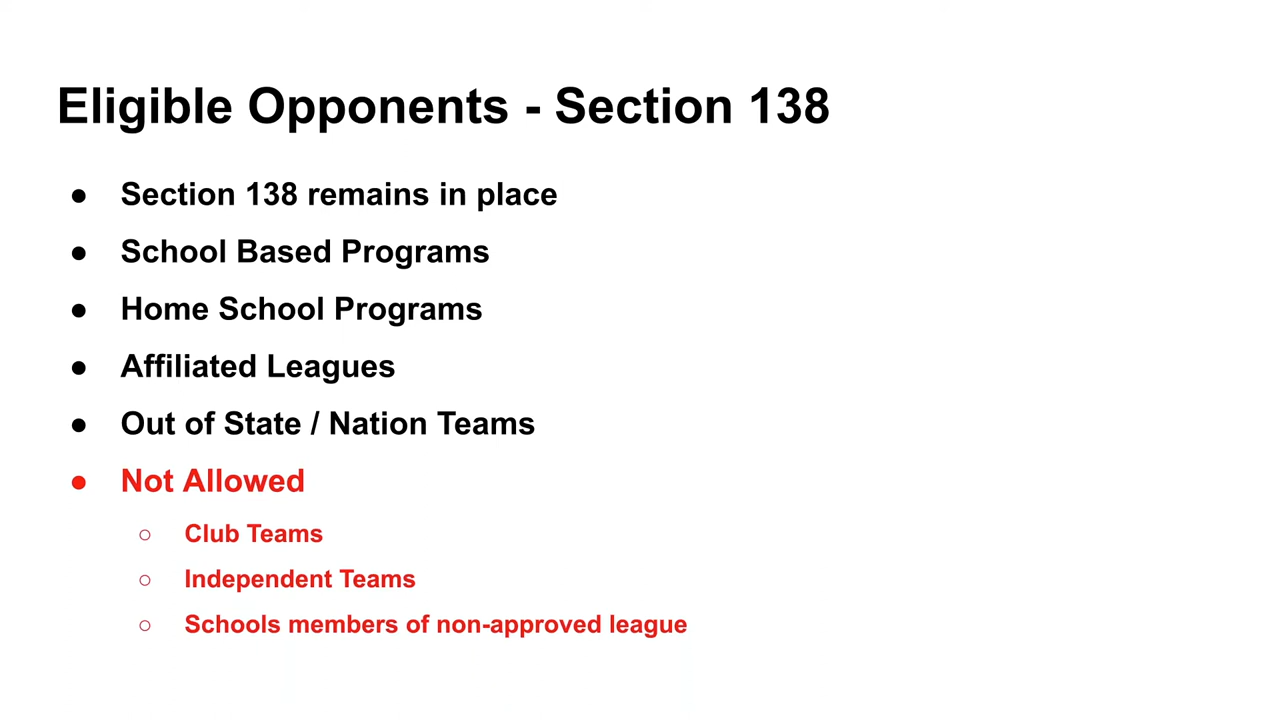 Eligible Opponents - Section 138
● Section 138 remains in place
● School Based Programs
● Home School Programs
● Affiliated Leagues
● Out of State / Nation Teams
● Not Allowed
○ Club Teams
○ Independent Teams
○ Schools members of non-approved league